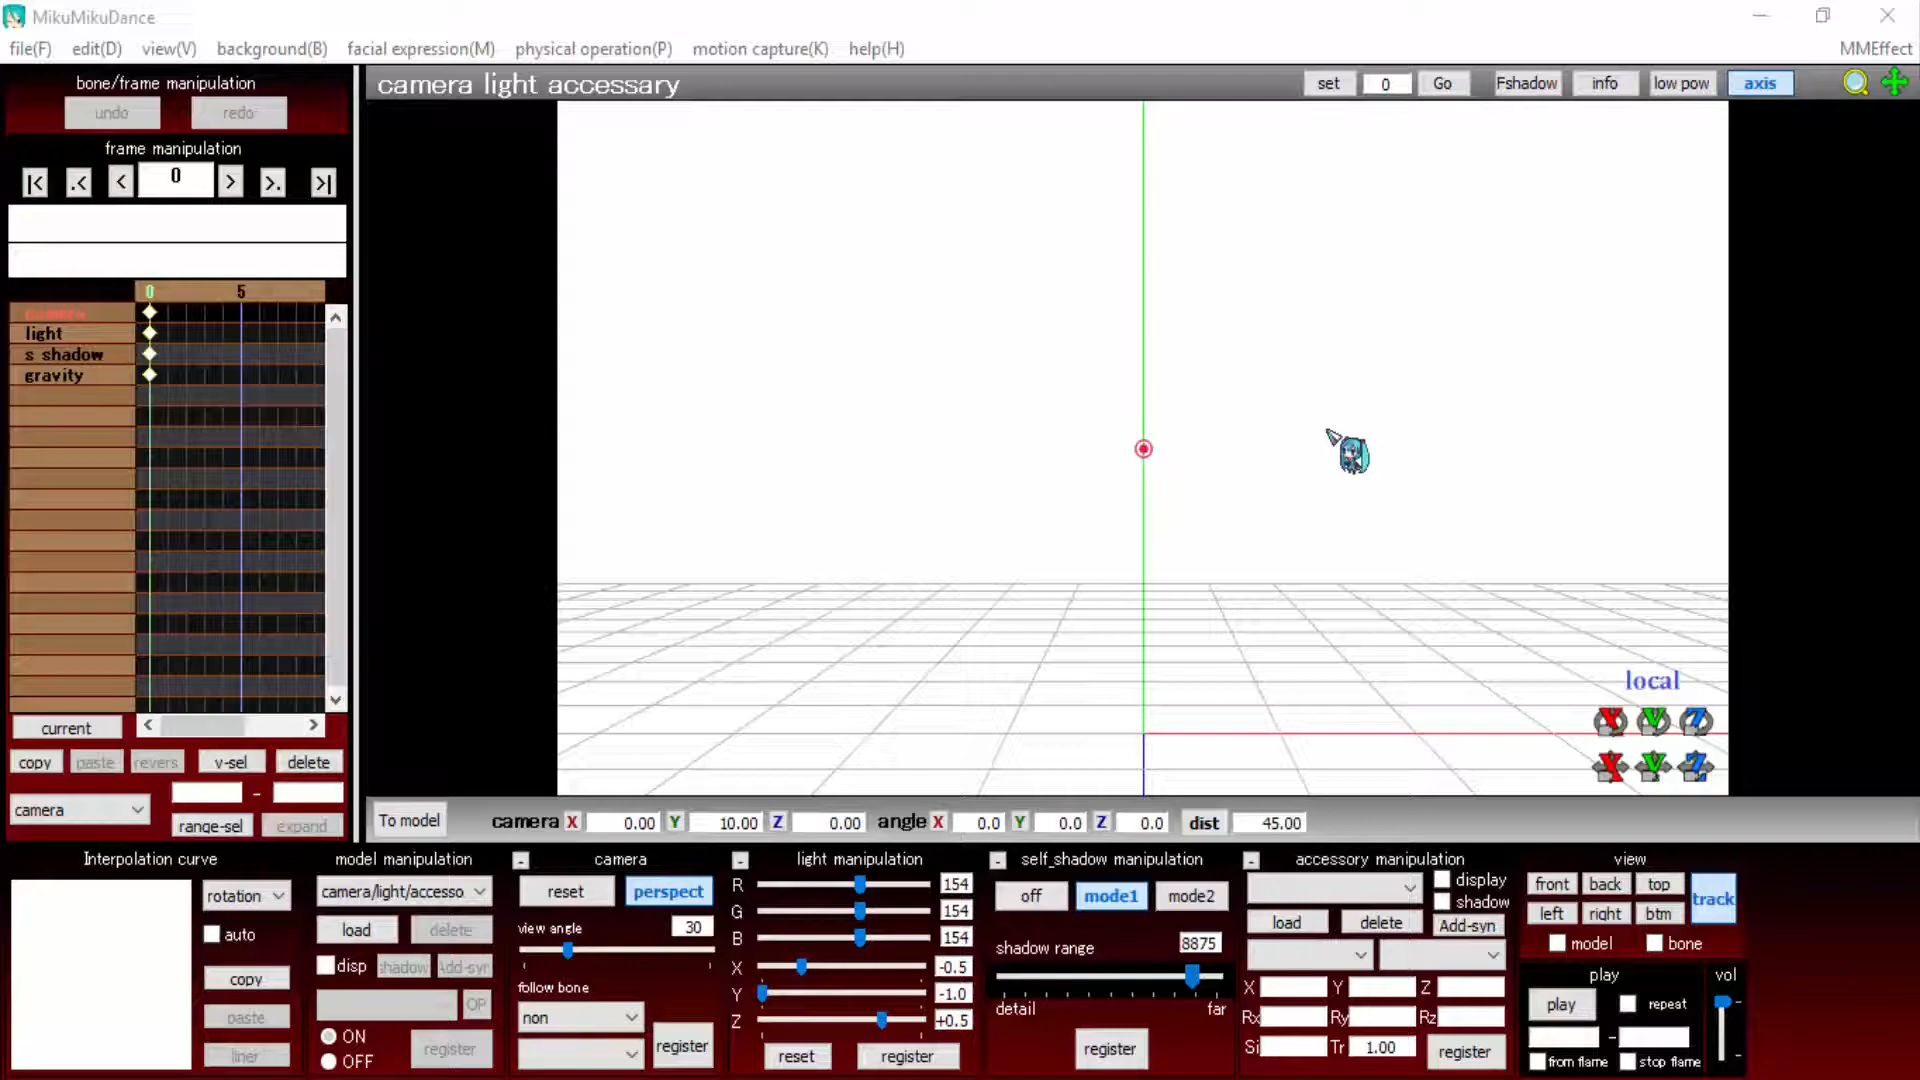 MikuMikuDance
file(F) edit(D) view(V) background(B) facial expression(M) physical operation(P) motion capture(K) help(H) MMEffect
bone/frame manipulation
undo redo
frame manipulation
|< .< < 0 > >. >|
0 5
camera
light
s shadow
gravity
current
copy paste revers v-sel delete
camera -
range-sel expand
camera light accessary
set 0 Go Fshadow info low pow axis
local
X Y Z
X Y Z
To model camera X 0.00 Y 10.00 Z 0.00 angle X 0.0 Y 0.0 Z 0.0 dist 45.00
Interpolation curve
rotation
auto
copy
paste
liner
model manipulation
camera/light/accesso
load delete
disp shadow Add-syn
OP
ON
OFF
register
- camera
reset perspect
view angle 30
follow bone
non
register
- light manipulation
R 154
G 154
B 154
X -0.5
Y -1.0
Z +0.5
reset register
- self_shadow manipulation
off mode1 mode2
shadow range 8875
detail far
register
- accessory manipulation
display
shadow
load delete Add-syn
X Y Z
Rx Ry Rz
Si Tr 1.00 register
view
front back top
left right btm
track
model bone
play
play repeat
-
from flame stop flame
vol